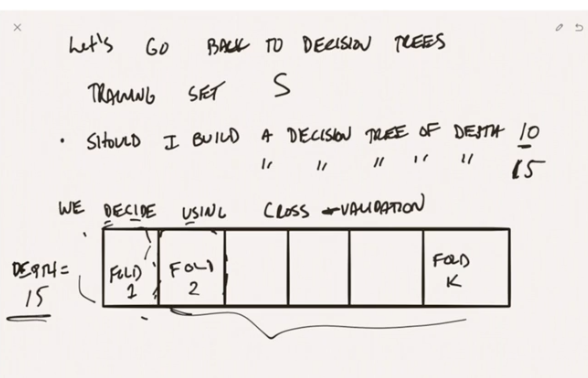 Let's GO BACK TO DECISION TREES
TRAINING SET S
• SHOULD I BUILD A DECISION TREE OF DEPTH 10
" " " " " 15
WE DECIDE USING CROSS-VALIDATION
DEPTH = 15
FOLD 1
FOLD 2
FOLD K